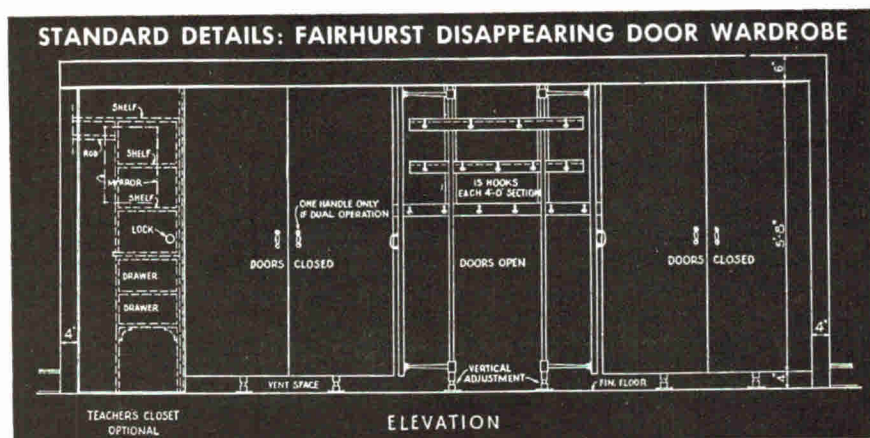 STANDARD DETAILS: FAIRHURST DISAPPEARING DOOR WARDROBE
6"
SHELF
ROD
SHELF
MIRROR
SHELF
LOCK
DRAWER
DRAWER
4"
ONE HANDLE ONLY
IF DUAL OPERATION
DOORS CLOSED
15 HOOKS
EACH 4'-0" SECTION
DOORS OPEN
DOORS CLOSED
5'-8"
4"
VENT SPACE
VERTICAL
ADJUSTMENT
FIN. FLOOR
4"
TEACHERS CLOSET
OPTIONAL
ELEVATION